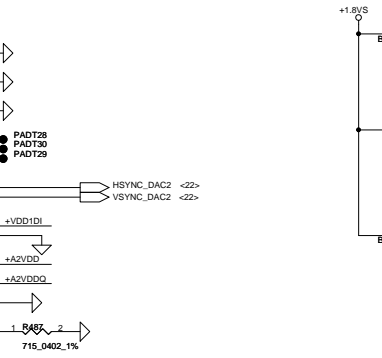 +1.8VS
B
PADT28
PADT30
PADT29
HSYNC_DAC2 <22>
VSYNC_DAC2 <22>
+VDD1DI
B
+A2VDD
+A2VDDQ
1 R487 2
715_0402_1%